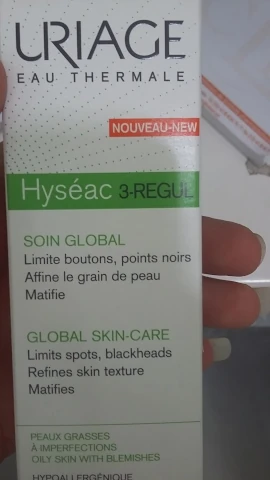 URIAGE
EAU THERMALE
NOUVEAU-NEW
Hyséac 3-REGUL
SOIN GLOBAL
Limite boutons, points noirs
Affine le grain de peau
Matifie
GLOBAL SKIN-CARE
Limits spots, blackheads
Refines skin texture
Matifies
PEAUX GRASSES
À IMPERFECTIONS
OILY SKIN WITH BLEMISHES
HYPOALLERGÉNIQUE